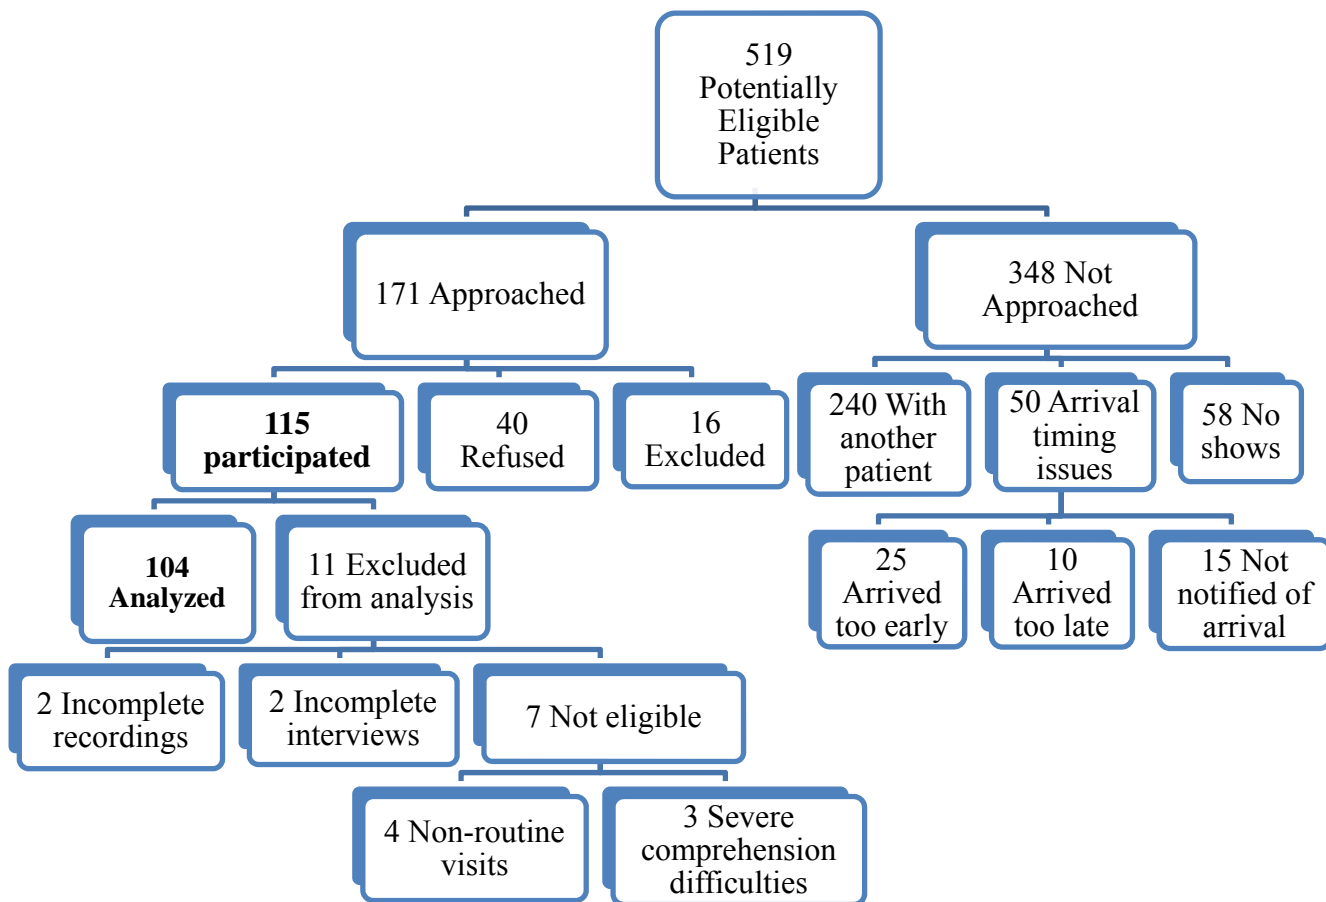 519
Potentially
Eligible
Patients
171 Approached
348 Not
Approached
115
participated
40
Refused
16
Excluded
240 With
another
patient
50 Arrival
timing
issues
58 No
shows
104
Analyzed
11 Excluded
from analysis
25
Arrived
too early
10
Arrived
too late
15 Not
notified of
arrival
2 Incomplete
recordings
2 Incomplete
interviews
7 Not eligible
4 Non-routine
visits
3 Severe
comprehension
difficulties